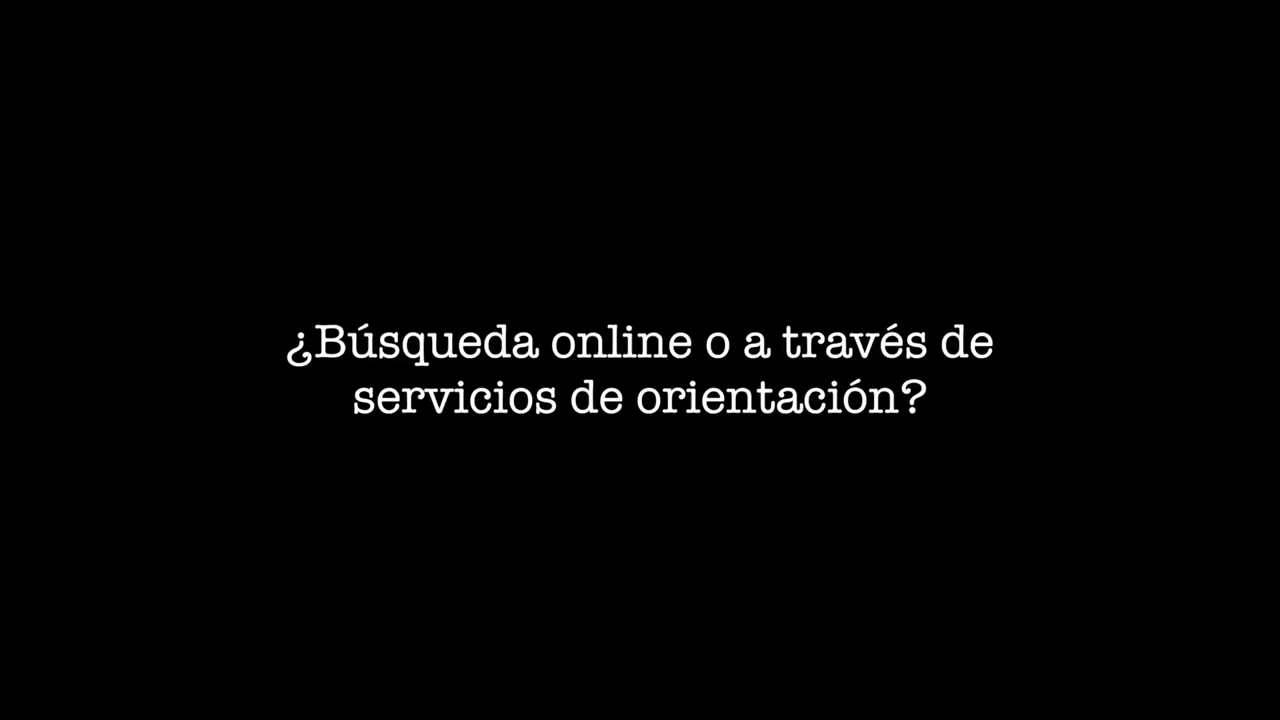 ¿Búsqueda online o a través de
servicios de orientación?